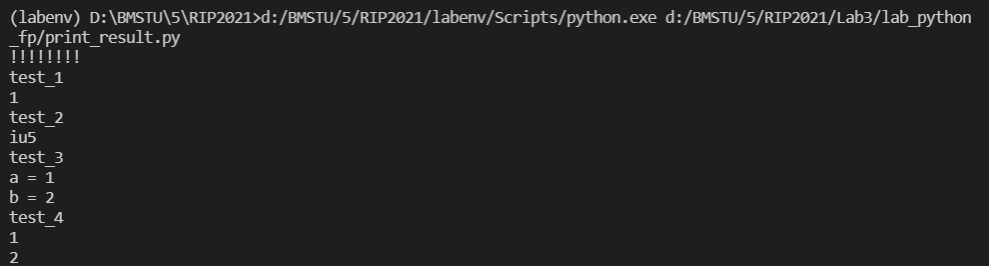 (labenv) D:\BMSTU\5\RIP2021>d:/BMSTU/5/RIP2021/labenv/Scripts/python.exe d:/BMSTU/5/RIP2021/Lab3/lab_python
_fp/print_result.py
!!!!!!!!
test_1
1
test_2
iu5
test_3
a = 1
b = 2
test_4
1
2